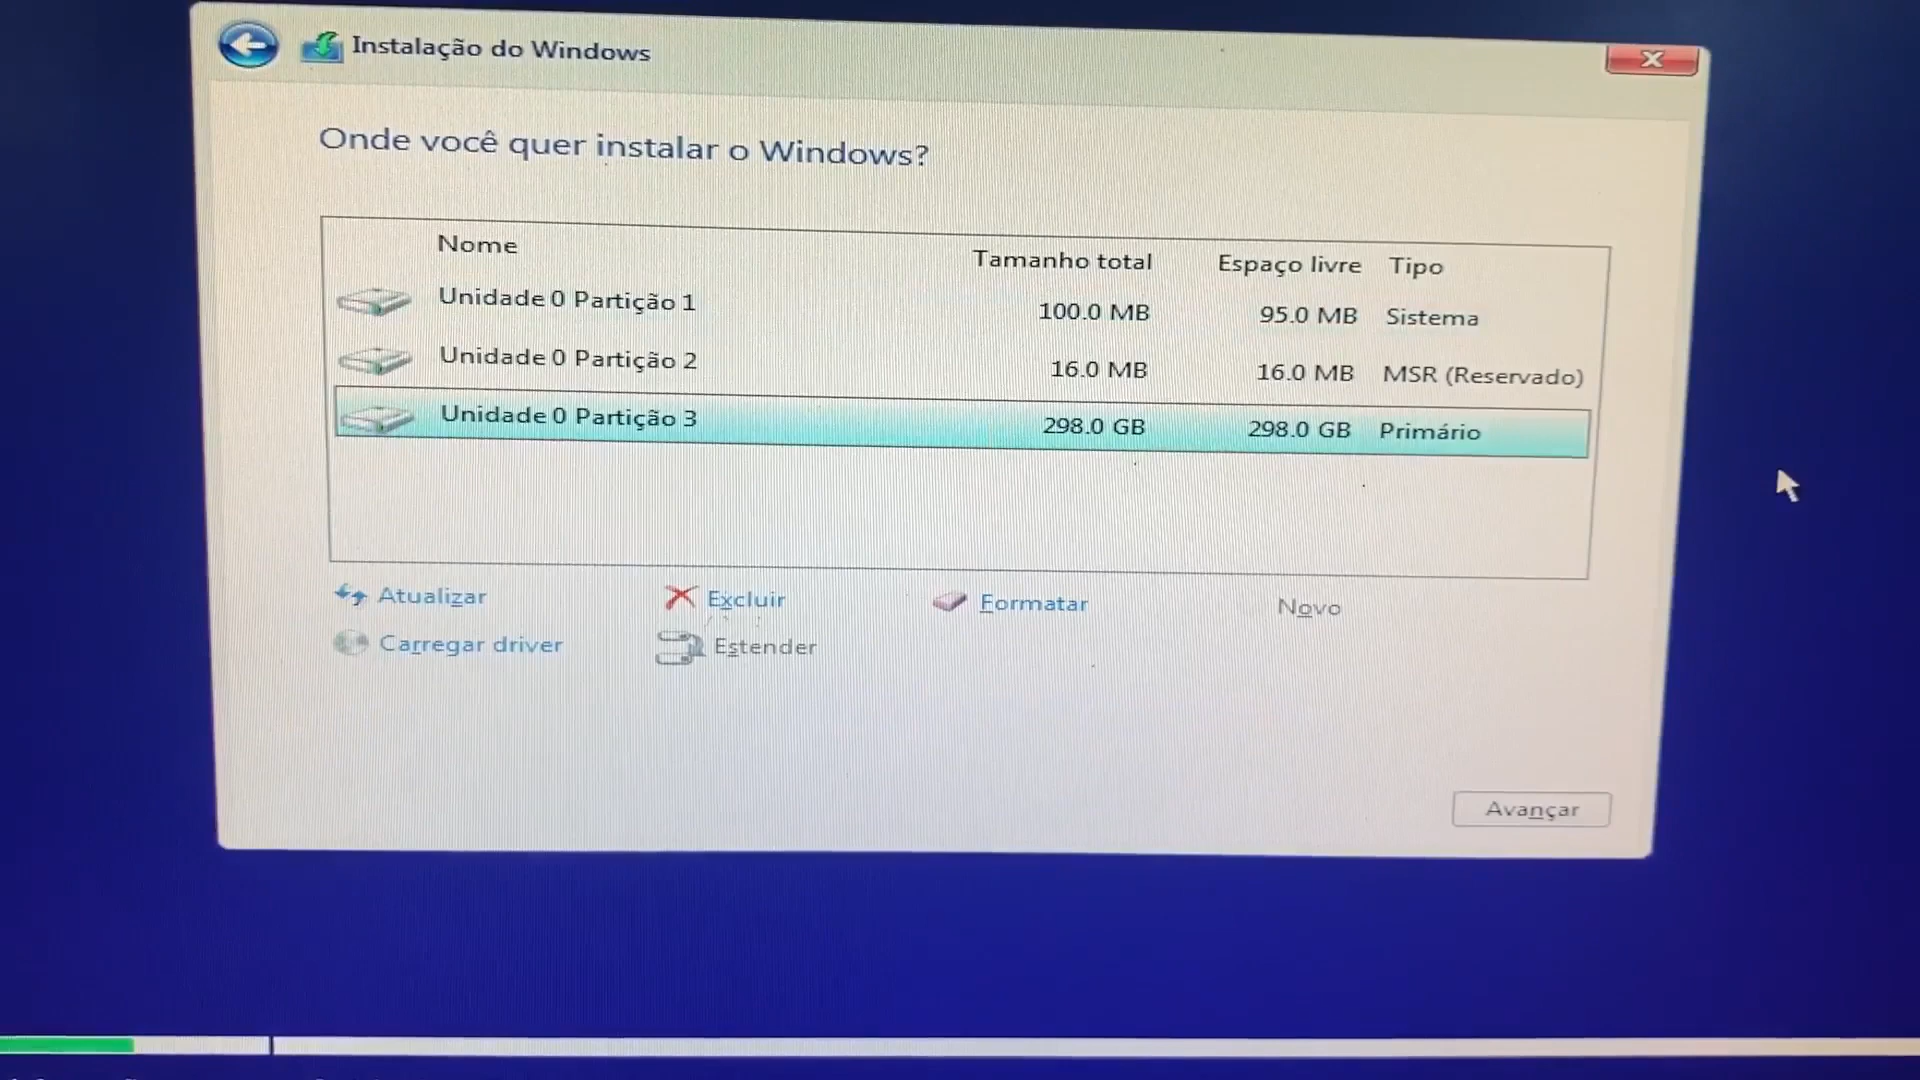 Instalação do Windows
Onde você quer instalar o Windows?
Nome Tamanho total Espaço livre Tipo
Unidade 0 Partição 1 100.0 MB 95.0 MB Sistema
Unidade 0 Partição 2 16.0 MB 16.0 MB MSR (Reservado)
Unidade 0 Partição 3 298.0 GB 298.0 GB Primário
Atualizar Excluir Formatar Novo
Carregar driver Estender
Avançar